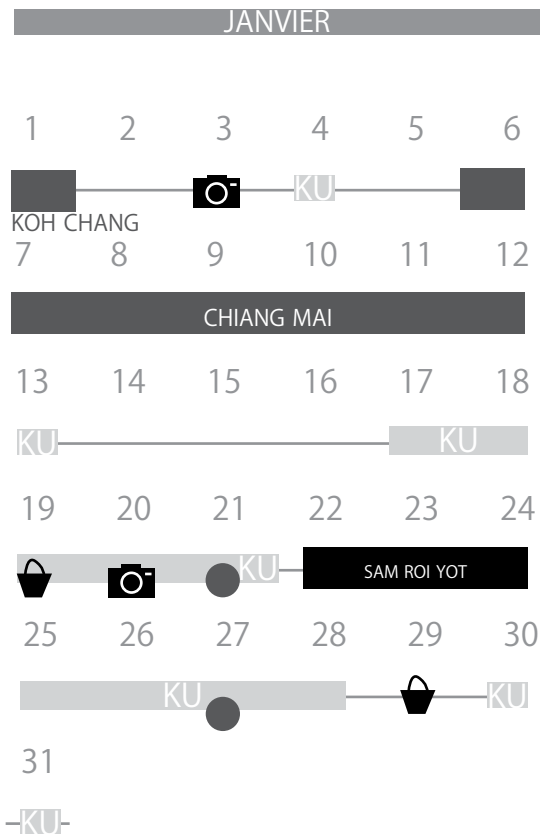 JANVIER
1 2 3 4 5 6
KU
KOH CHANG
7 8 9 10 11 12
CHIANG MAI
13 14 15 16 17 18
KU KU
19 20 21 22 23 24
KU SAM ROI YOT
25 26 27 28 29 30
KU KU
31
KU